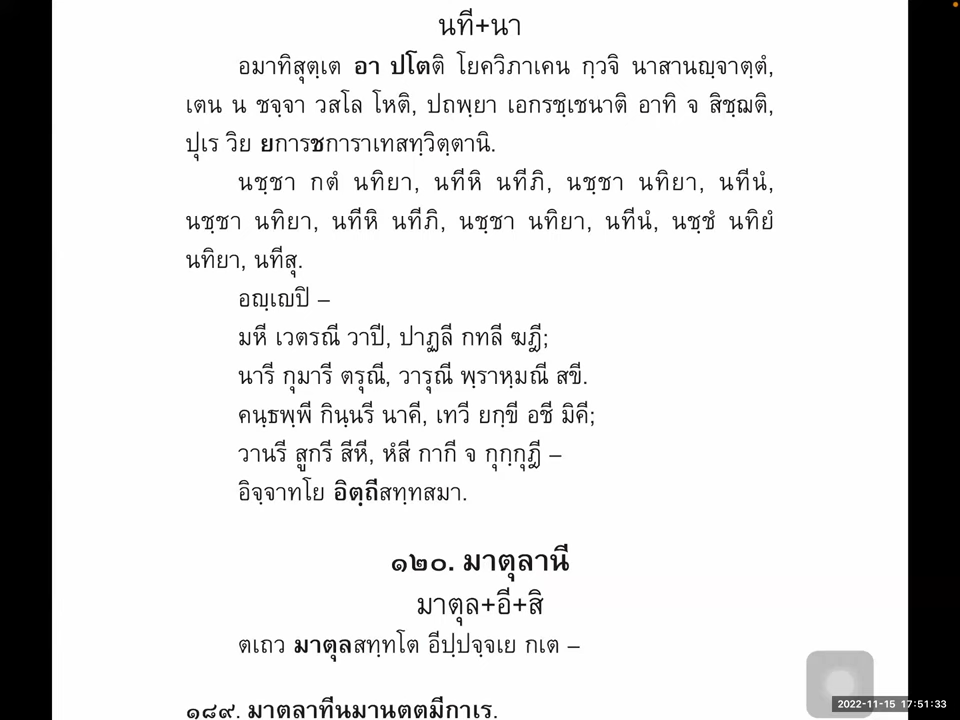 นที+นา
อมาทิสุตฺเต อา ปโตติ โยควิภาเคน กฺวจิ นาสานญฺจาตฺตํ,
เตน น ชจฺจา วสโล โหติ, ปถพฺยา เอกรชฺเชนาติ อาทิ จ สิชฺฌติ,
ปุเร วิย ยการชการาเทสทฺวิตฺตานิ.
นชฺชา กตํ นทิยา, นทีหิ นทีภิ, นชฺชา นทิยา, นทีนํ,
นชฺชา นทิยา, นทีหิ นทีภิ, นชฺชา นทิยา, นทีนํ, นชฺชํ นทิยํ
นทิยา, นทีสุ.
อญฺเญปิ –
มหี เวตรณี วาปี, ปาฏลี กทลี ฆฏี;
นารี กุมารี ตรุณี, วารุณี พฺราหฺมณี สขี.
คนฺธพฺพี กินฺนรี นาคี, เทวี ยกฺขี อชี มิคี;
วานรี สูกรี สีหี, หํสี กากี จ กุกฺกุฏี –
อิจฺจาทโย อิตฺถีสทฺทสมา.
๑๒๐. มาตุลานี
มาตุล+อี+สิ
ตเถว มาตุลสทฺทโต อีปฺปจฺจเย กเต –
๑๘๙. มาตุลาทีนมานตฺตมีกาเร.
2022-11-15 17:51:33